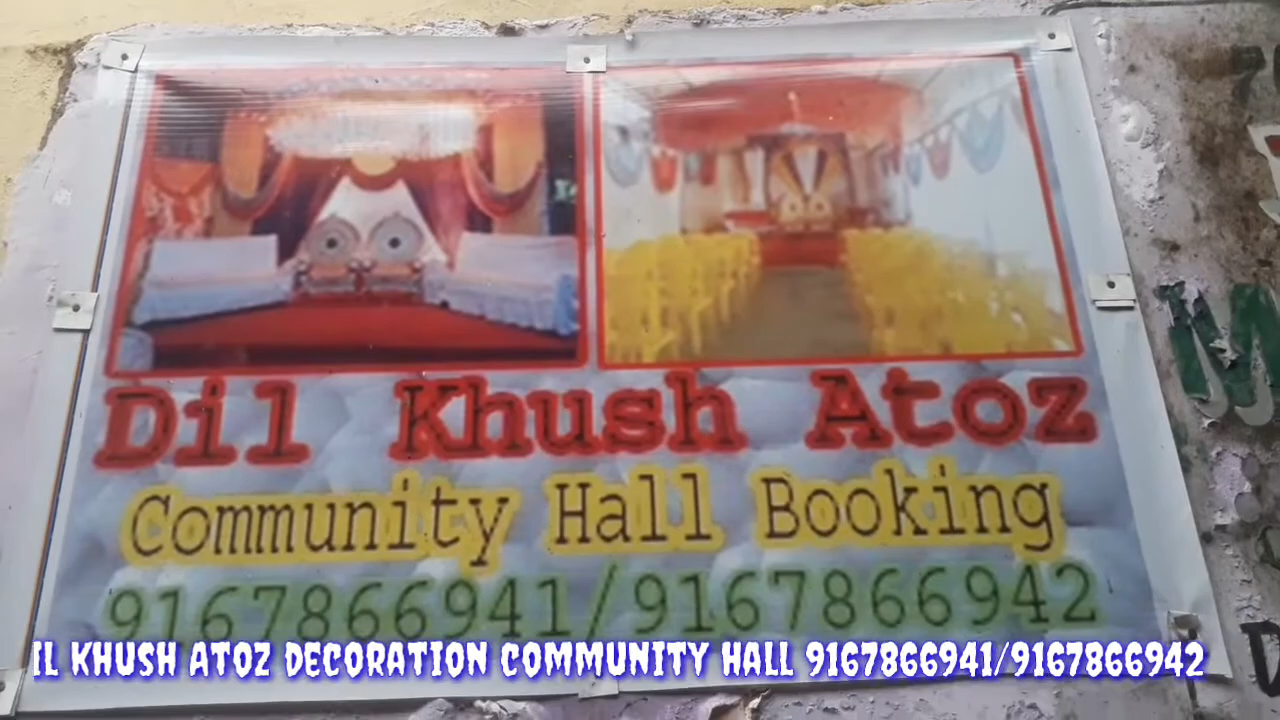 Dil Khush Atoz
Community Hall Booking
9167866941/9167866942
IL KHUSH ATOZ DECORATION COMMUNITY HALL 9167866941/9167866942
M